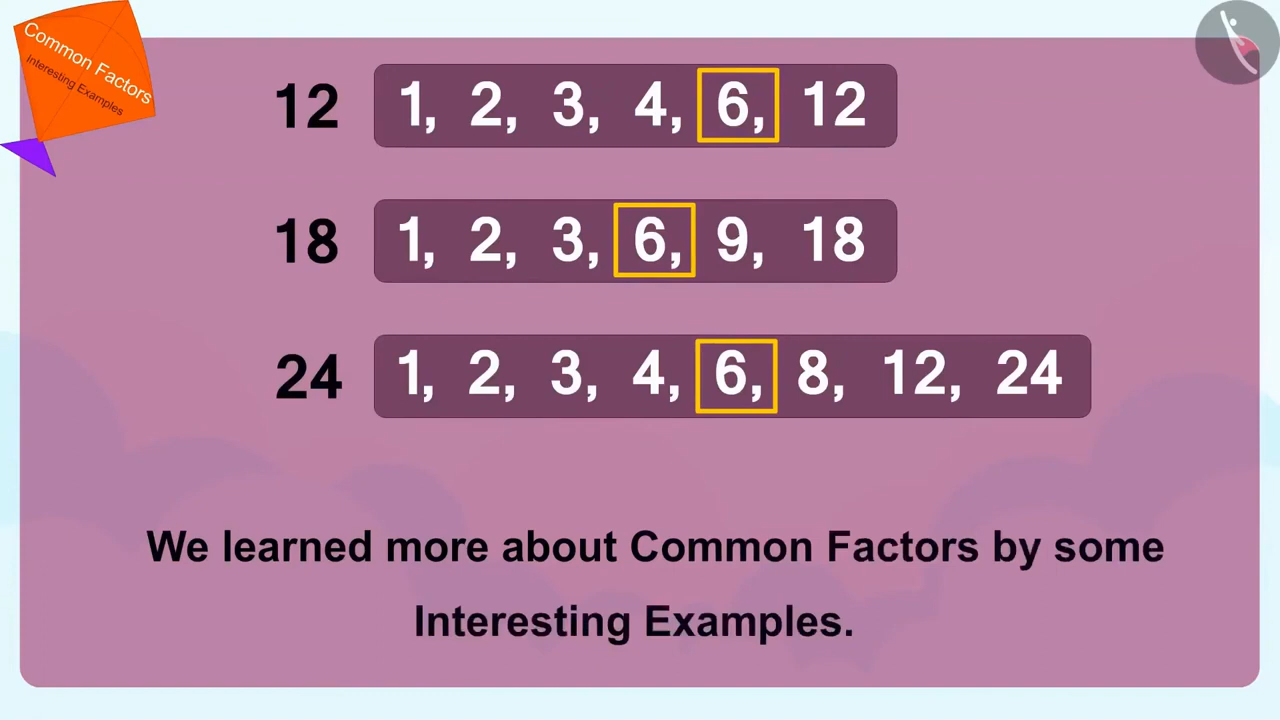 Common Factors
Interesting Examples
12 1, 2, 3, 4, 6, 12
18 1, 2, 3, 6, 9, 18
24 1, 2, 3, 4, 6, 8, 12, 24
We learned more about Common Factors by some
Interesting Examples.